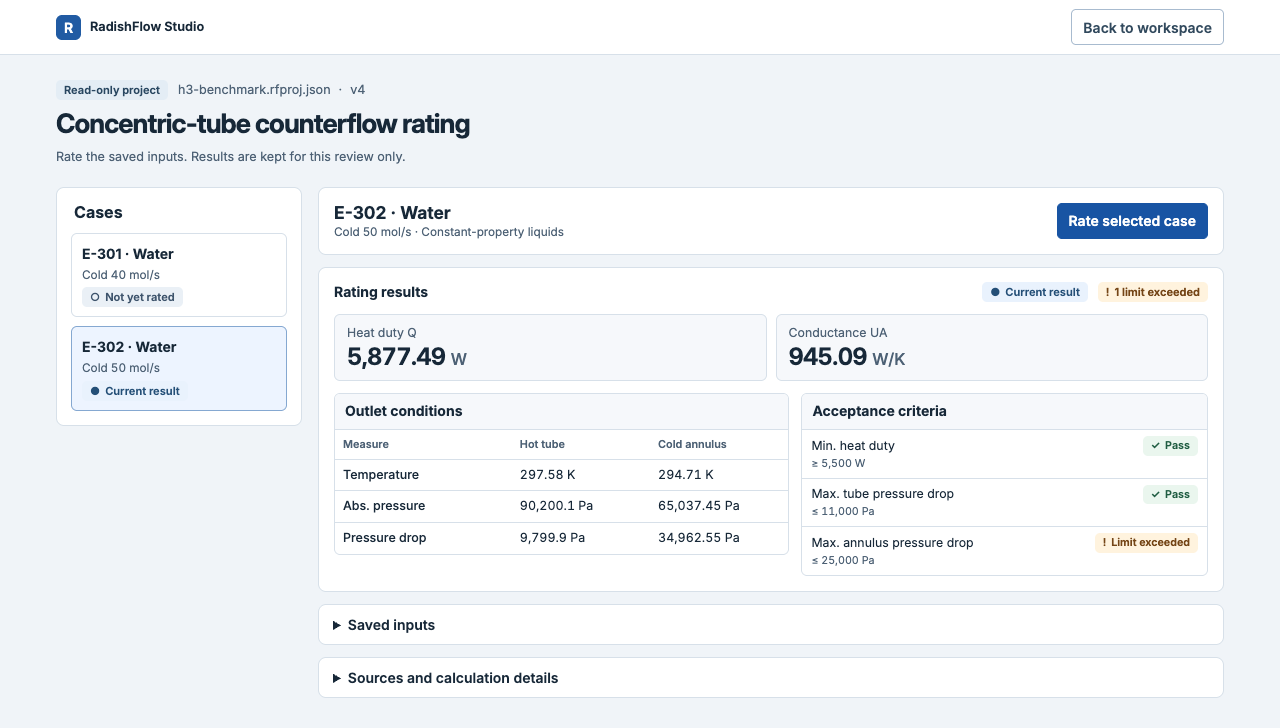 R RadishFlow Studio
Back to workspace
Read-only project h3-benchmark.rfproj.json · v4
Concentric-tube counterflow rating
Rate the saved inputs. Results are kept for this review only.
Cases
E-301 · Water
Cold 40 mol/s
Not yet rated
E-302 · Water
Cold 50 mol/s
Current result
E-302 · Water
Cold 50 mol/s · Constant-property liquids
Rate selected case
Rating results
Current result
! 1 limit exceeded
Heat duty Q
5,877.49 W
Conductance UA
945.09 W/K
Outlet conditions
Measure Hot tube Cold annulus
Temperature 297.58 K 294.71 K
Abs. pressure 90,200.1 Pa 65,037.45 Pa
Pressure drop 9,799.9 Pa 34,962.55 Pa
Acceptance criteria
Min. heat duty ✓ Pass
≥ 5,500 W
Max. tube pressure drop ✓ Pass
≤ 11,000 Pa
Max. annulus pressure drop ! Limit exceeded
≤ 25,000 Pa
Saved inputs
Sources and calculation details